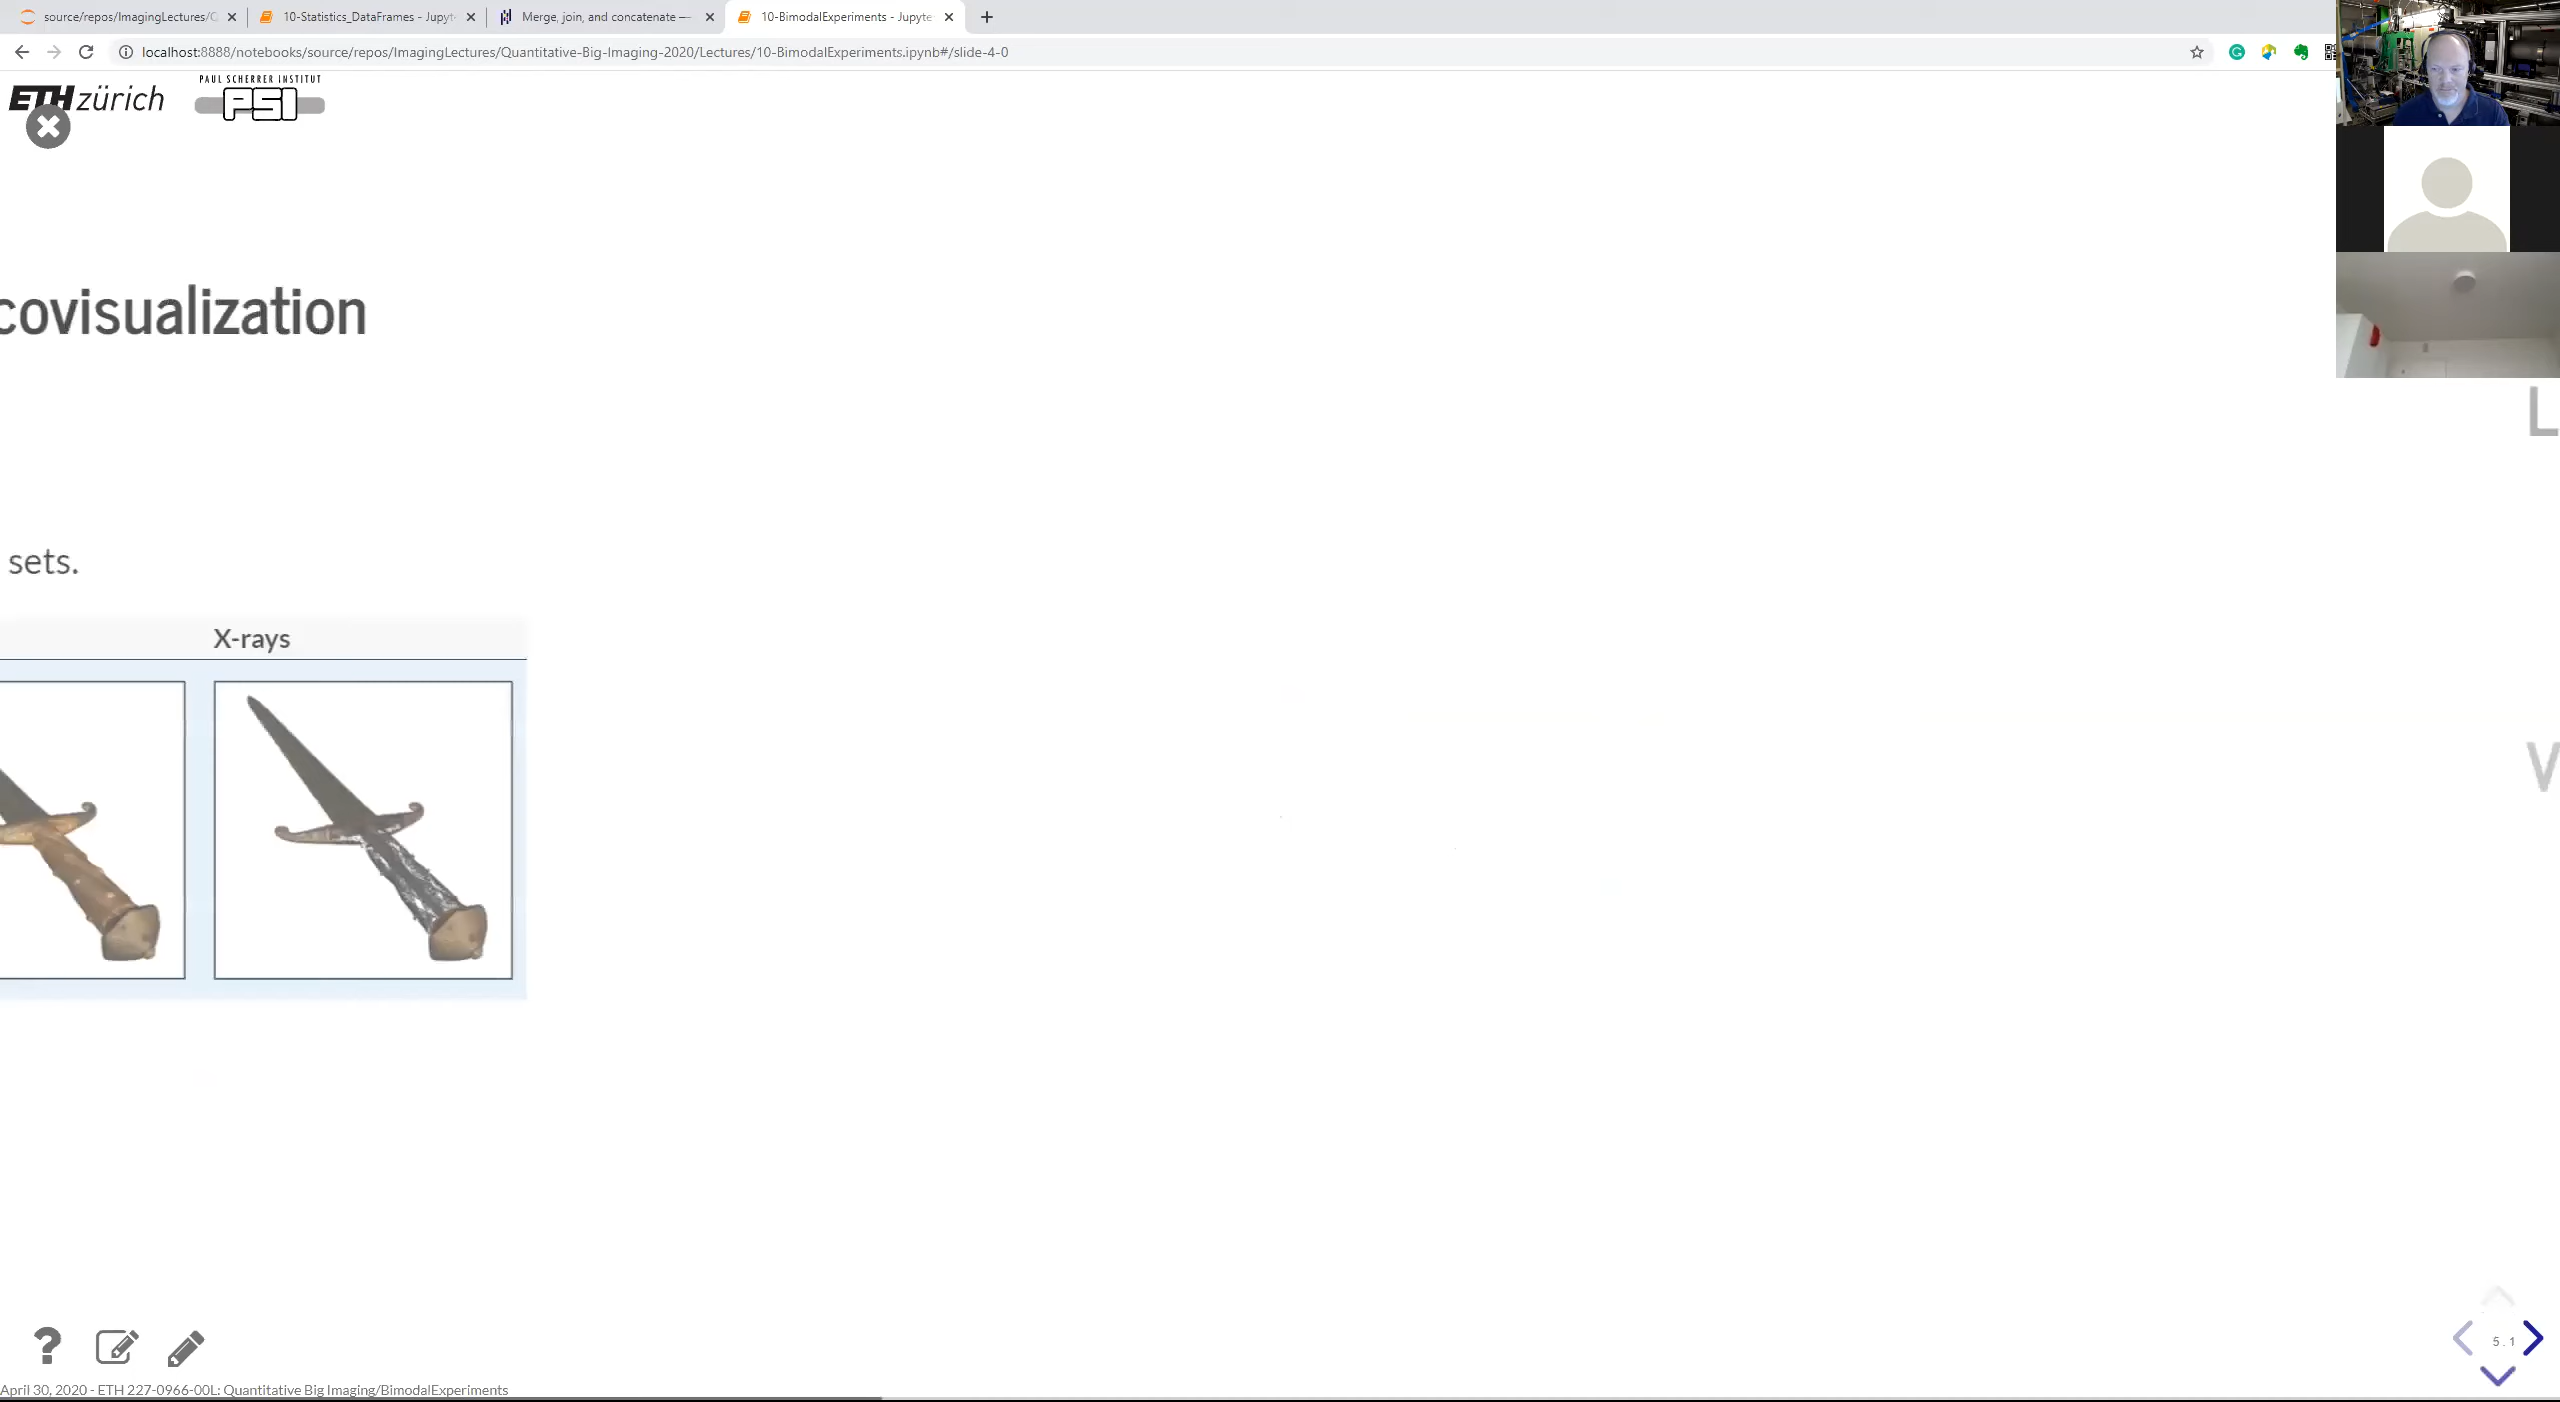 source/repos/ImagingLectures/Q
10-Statistics_DataFrames - Jupyt
Merge, join, and concatenate —
10-BimodalExperiments - Jupyte
localhost:8888/notebooks/source/repos/ImagingLectures/Quantitative-Big-Imaging-2020/Lectures/10-BimodalExperiments.ipynb#/slide-4-0
ETH zürich
PAUL SCHERRER INSTITUT
PSI
covisualization
L
sets.
X-rays
V
5.1
April 30, 2020 - ETH 227-0966-00L: Quantitative Big Imaging/BimodalExperiments